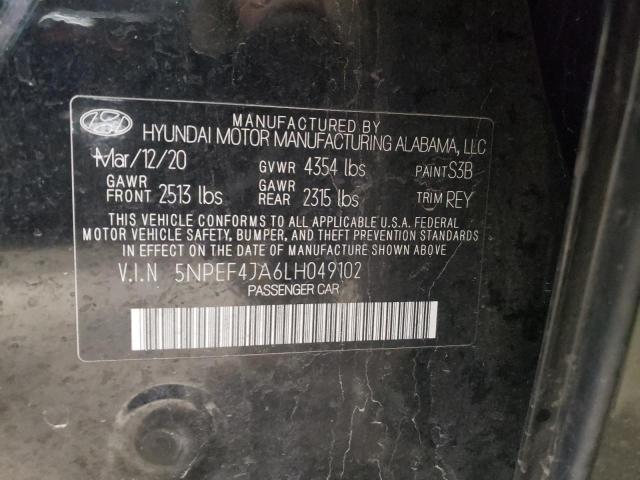 MANUFACTURED BY
HYUNDAI MOTOR MANUFACTURING ALABAMA, LLC
Mar/12/20 GVWR 4354 lbs PAINT S3B
GAWR FRONT 2513 lbs GAWR REAR 2315 lbs TRIM REY
THIS VEHICLE CONFORMS TO ALL APPLICABLE U.S.A. FEDERAL
MOTOR VEHICLE SAFETY, BUMPER, AND THEFT PREVENTION STANDARDS
IN EFFECT ON THE DATE OF MANUFACTURE SHOWN ABOVE.
V.I.N 5NPEF4JA6LH049102
PASSENGER CAR